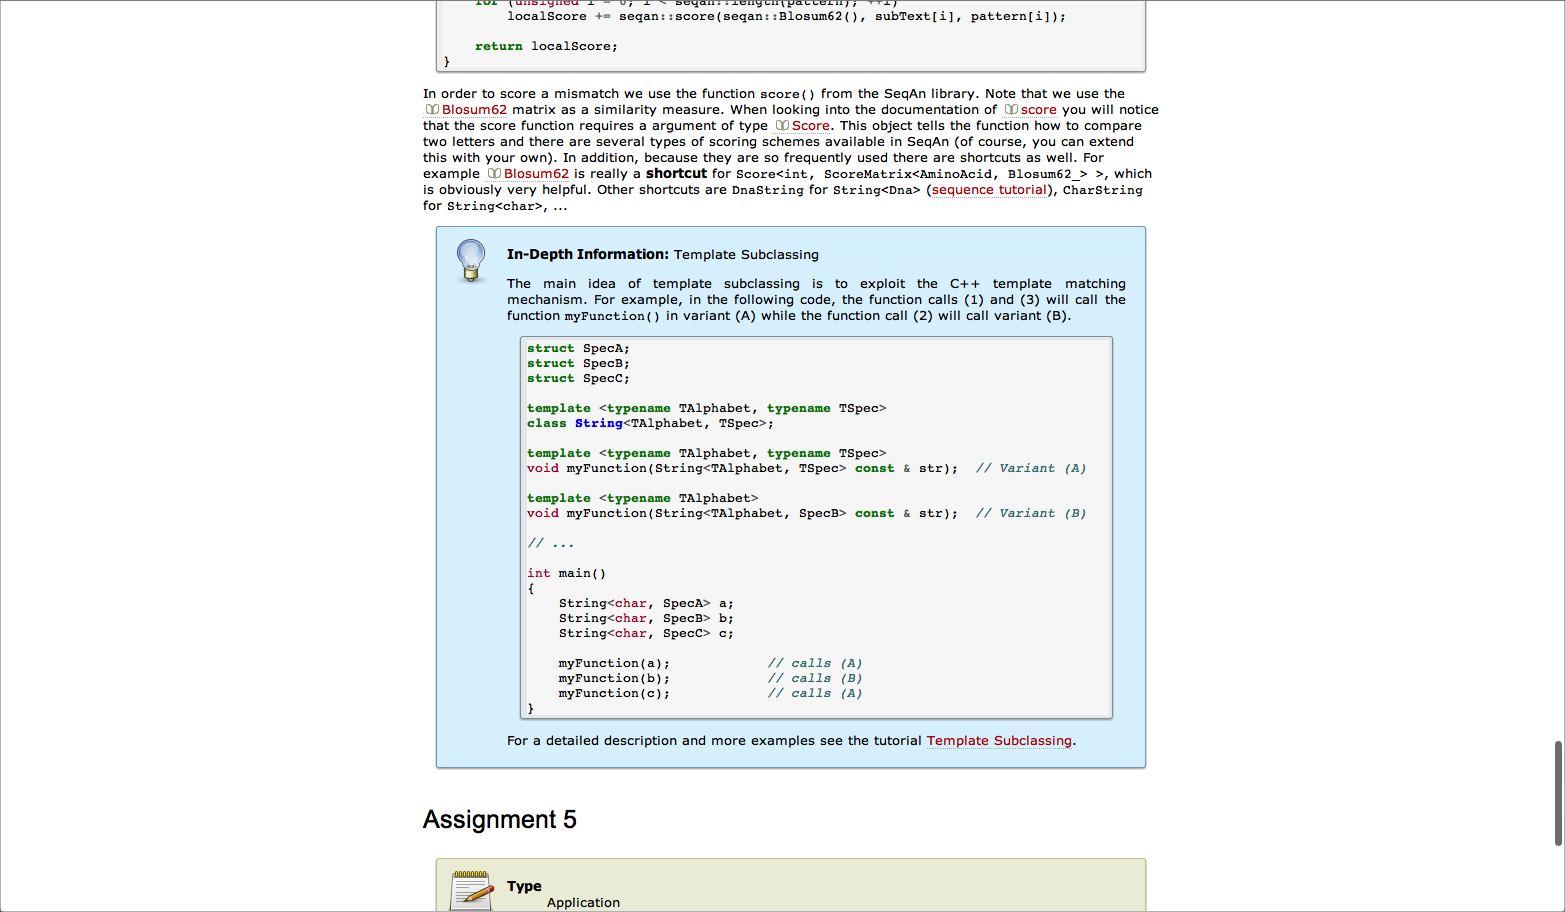 for (unsigned i = 0; i < seqan::length(pattern); ++i)
localScore += seqan::score(seqan::Blosum62(), subText[i], pattern[i]);
return localScore;
}
In order to score a mismatch we use the function score() from the SeqAn library. Note that we use the
Blosum62 matrix as a similarity measure. When looking into the documentation of score you will notice
that the score function requires a argument of type Score. This object tells the function how to compare
two letters and there are several types of scoring schemes available in SeqAn (of course, you can extend
this with your own). In addition, because they are so frequently used there are shortcuts as well. For
example Blosum62 is really a shortcut for Score<int, ScoreMatrix<AminoAcid, Blosum62_> >, which
is obviously very helpful. Other shortcuts are DnaString for String<Dna> (sequence tutorial), CharString
for String<char>, ...
In-Depth Information: Template Subclassing
The main idea of template subclassing is to exploit the C++ template matching
mechanism. For example, in the following code, the function calls (1) and (3) will call the
function myFunction() in variant (A) while the function call (2) will call variant (B).
struct SpecA;
struct SpecB;
struct SpecC;
template <typename TAlphabet, typename TSpec>
class String<TAlphabet, TSpec>;
template <typename TAlphabet, typename TSpec>
void myFunction(String<TAlphabet, TSpec> const & str);  // Variant (A)
template <typename TAlphabet>
void myFunction(String<TAlphabet, SpecB> const & str);  // Variant (B)
// ...
int main()
{
String<char, SpecA> a;
String<char, SpecB> b;
String<char, SpecC> c;
myFunction(a);            // calls (A)
myFunction(b);            // calls (B)
myFunction(c);            // calls (A)
}
For a detailed description and more examples see the tutorial Template Subclassing.
Assignment 5
Type
Application